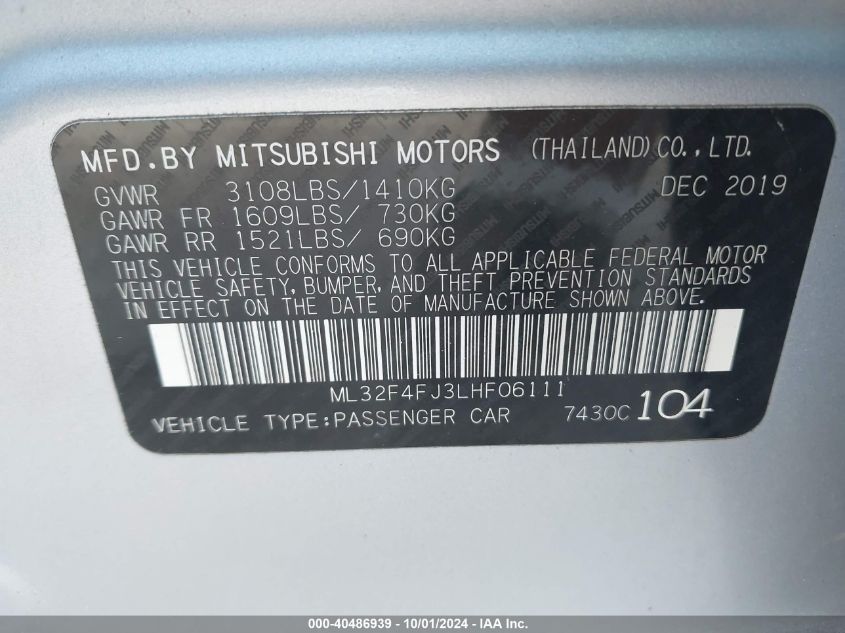 MFD.BY MITSUBISHI MOTORS (THAILAND)CO.,LTD.
GVWR 3108LBS/1410KG DEC 2019
GAWR FR 1609LBS/ 730KG
GAWR RR 1521LBS/ 690KG
THIS VEHICLE CONFORMS TO ALL APPLICABLE FEDERAL MOTOR
VEHICLE SAFETY, BUMPER, AND THEFT PREVENTION STANDARDS
IN EFFECT ON THE DATE OF MANUFACTURE SHOWN ABOVE.
ML32F4FJ3LHF06111
VEHICLE TYPE:PASSENGER CAR 7430C 104
000-40486939 - 10/01/2024 - IAA Inc.